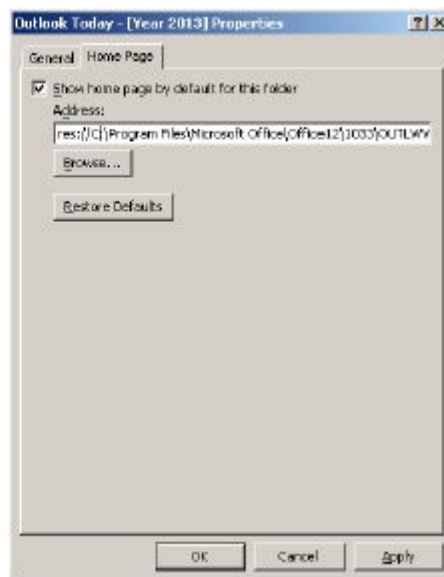 Outlook Today - [Year 2013] Properties
General Home Page
Show home page by default for this folder
Address:
res://C:\Program Files\Microsoft Office\Office12\1033\OUTLWV
Browse...
Restore Defaults
OK Cancel Apply